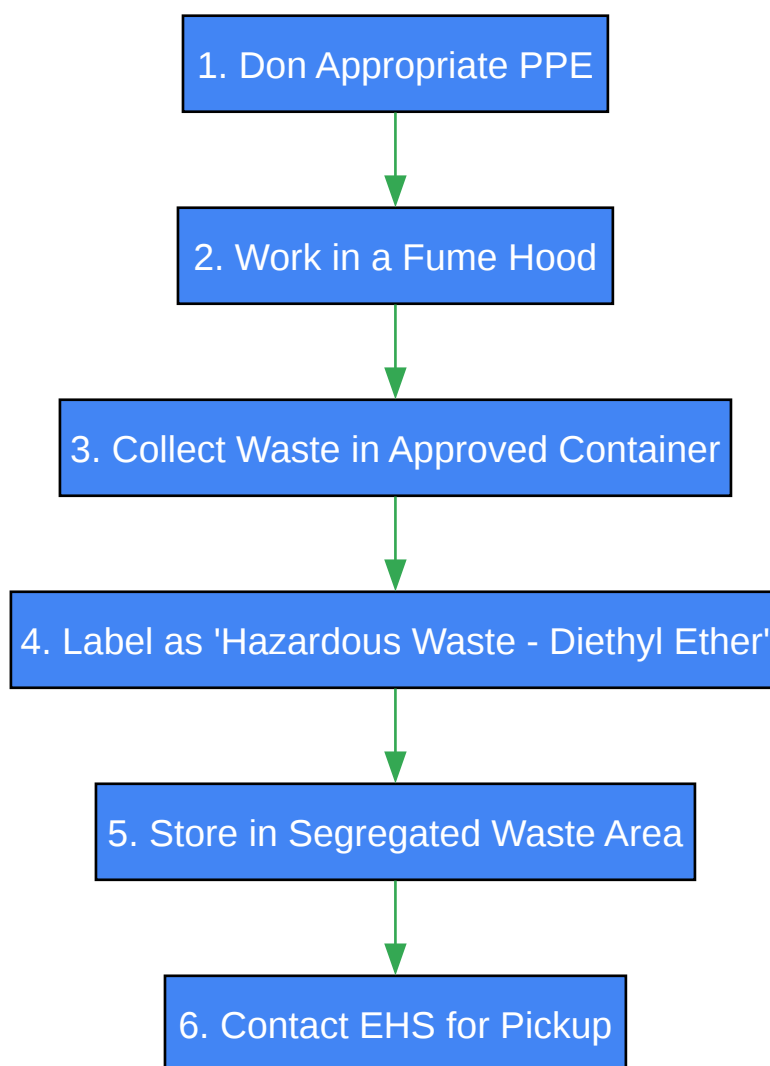 1. Don Appropriate PPE
2. Work in a Fume Hood
3. Collect Waste in Approved Container
4. Label as 'Hazardous Waste - Diethyl Ether'
5. Store in Segregated Waste Area
6. Contact EHS for Pickup